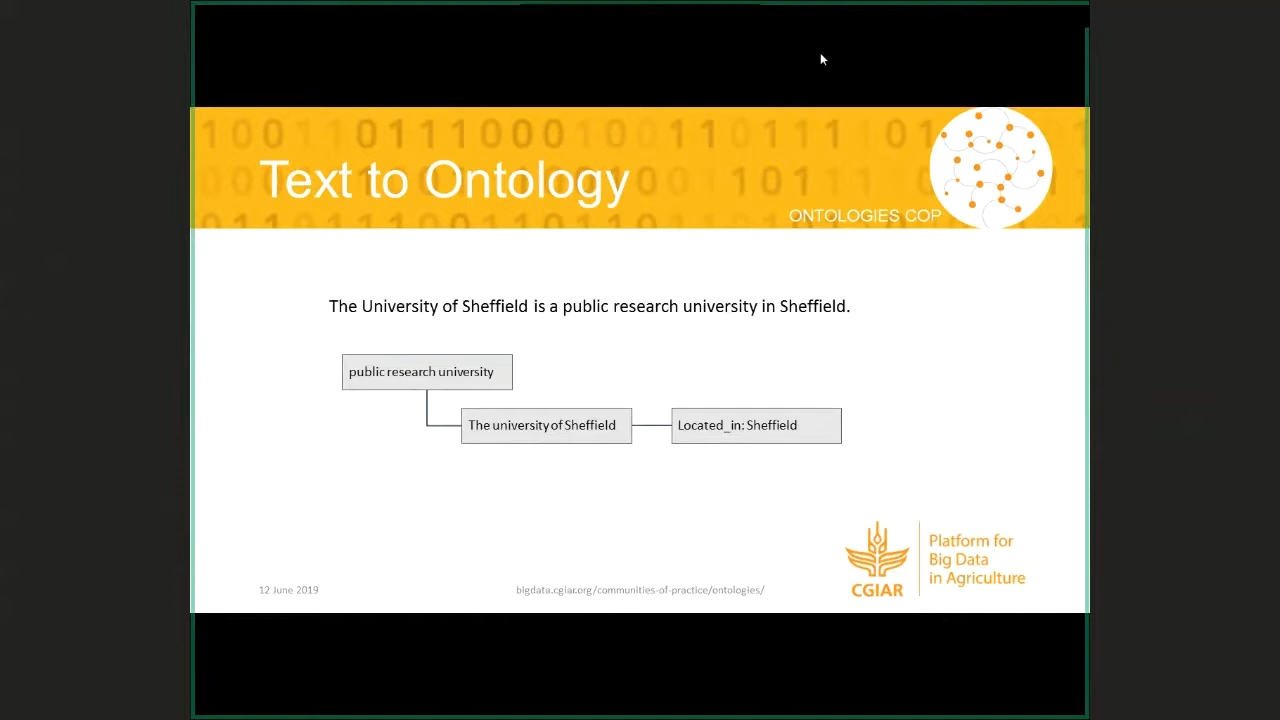 Text to Ontology
ONTOLOGIES COP
The University of Sheffield is a public research university in Sheffield.
public research university
The university of Sheffield
Located_in: Sheffield
Platform for
Big Data
in Agriculture
CGIAR
12 June 2019
bigdata.cgiar.org/communities-of-practice/ontologies/